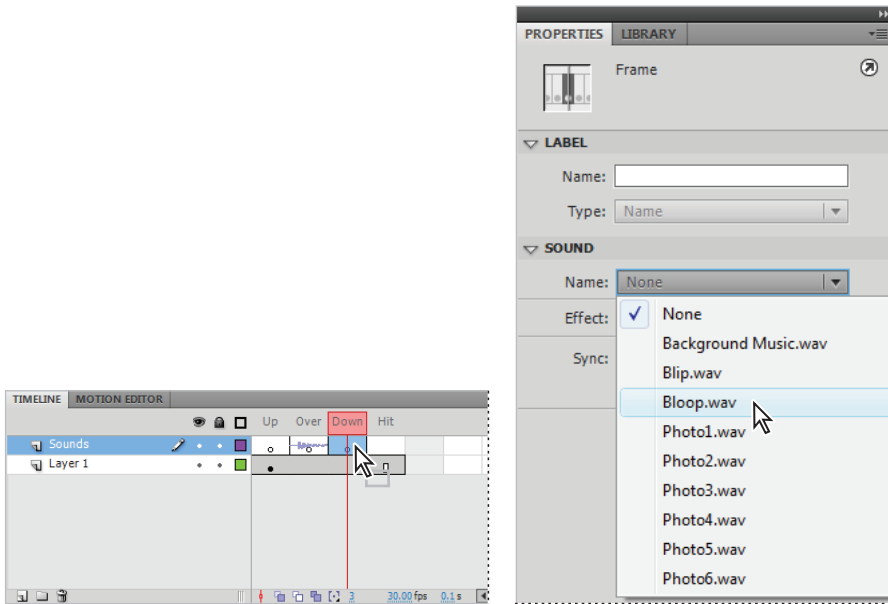 TIMELINE MOTION EDITOR
Up Over Down Hit
Sounds
Layer 1
3 30.00 fps 0.1 s
PROPERTIES LIBRARY
Frame
LABEL
Name:
Type: Name
SOUND
Name: None
Effect:
Sync:
None
Background Music.wav
Blip.wav
Bloop.wav
Photo1.wav
Photo2.wav
Photo3.wav
Photo4.wav
Photo5.wav
Photo6.wav